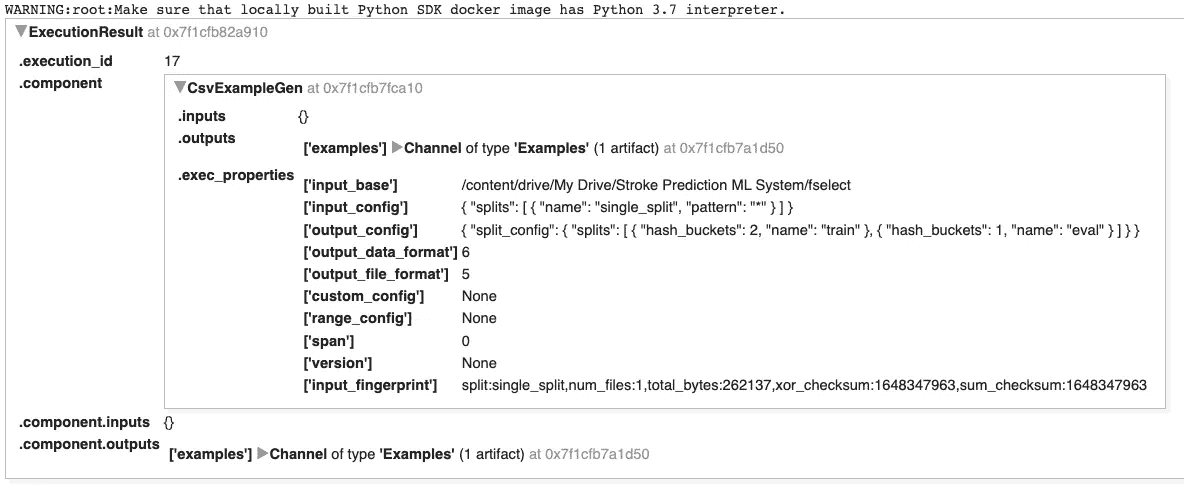 WARNING:root:Make sure that locally built Python SDK docker image has Python 3.7 interpreter.
▼ExecutionResult at 0x7f1cfb82a910
.execution_id 17
.component
▼CsvExampleGen at 0x7f1cfb7fca10
.inputs {}
.outputs
['examples'] ▶Channel of type 'Examples' (1 artifact) at 0x7f1cfb7a1d50
.exec_properties
['input_base'] /content/drive/My Drive/Stroke Prediction ML System/fselect
['input_config'] { "splits": [ { "name": "single_split", "pattern": "*" } ] }
['output_config'] { "split_config": { "splits": [ { "hash_buckets": 2, "name": "train" }, { "hash_buckets": 1, "name": "eval" } ] } }
['output_data_format'] 6
['output_file_format'] 5
['custom_config'] None
['range_config'] None
['span'] 0
['version'] None
['input_fingerprint'] split:single_split,num_files:1,total_bytes:262137,xor_checksum:1648347963,sum_checksum:1648347963
.component.inputs {}
.component.outputs
['examples'] ▶Channel of type 'Examples' (1 artifact) at 0x7f1cfb7a1d50